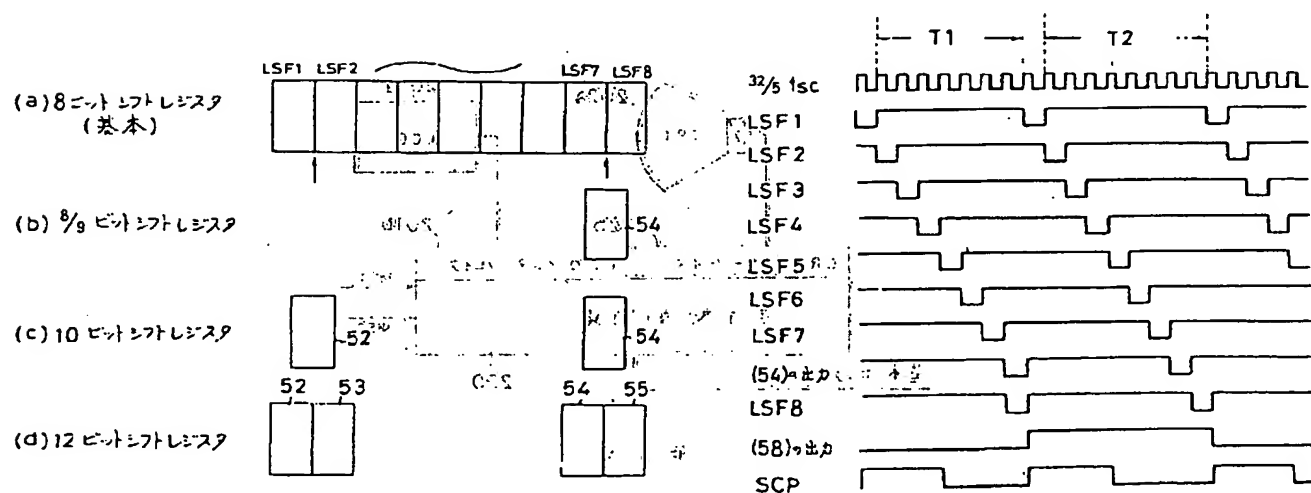 LSF1 LSF2 LSF7 LSF8
(a) 8ビットシフトレジスタ
(基本)
(b) 8/9 ビットシフトレジスタ
54
(c) 10 ビットシフトレジスタ
52
54
(d) 12 ビットシフトレジスタ
52 53 54 55
T1 T2
32/5 fsc
LSF1
LSF2
LSF3
LSF4
LSF5
LSF6
LSF7
(54)の出力
LSF8
(58)の出力
SCP